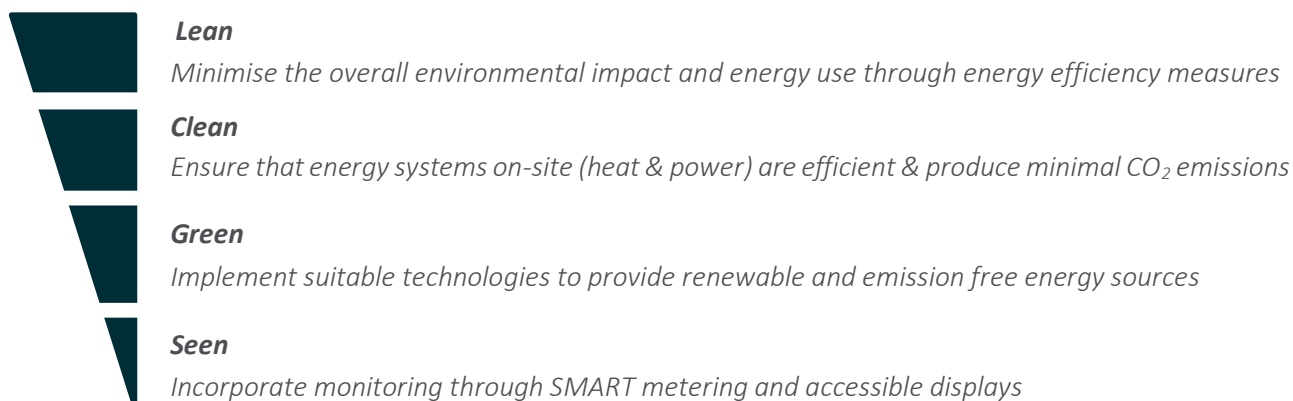 Lean
Minimise the overall environmental impact and energy use through energy efficiency measures
Clean
Ensure that energy systems on-site (heat & power) are efficient & produce minimal CO₂ emissions
Green
Implement suitable technologies to provide renewable and emission free energy sources
Seen
Incorporate monitoring through SMART metering and accessible displays